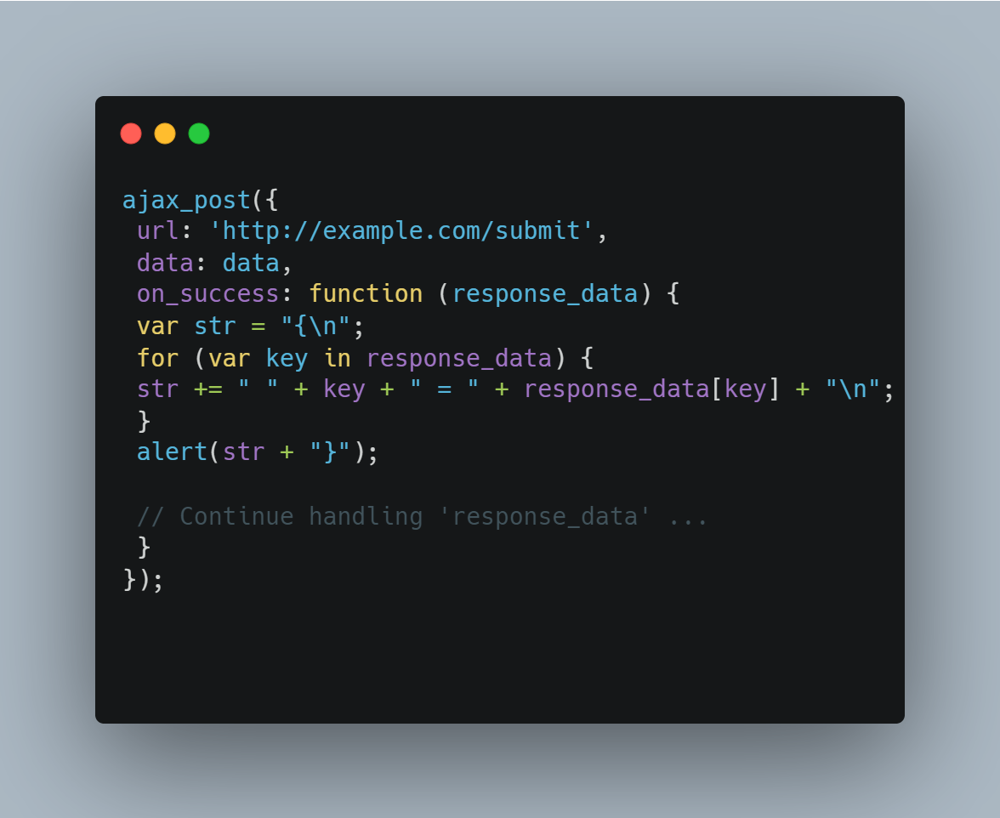 ajax_post({
 url: 'http://example.com/submit',
 data: data,
 on_success: function (response_data) {
 var str = "{\n";
 for (var key in response_data) {
 str += " " + key + " = " + response_data[key] + "\n";
 }
 alert(str + "}");

 // Continue handling 'response_data' ...
 }
});